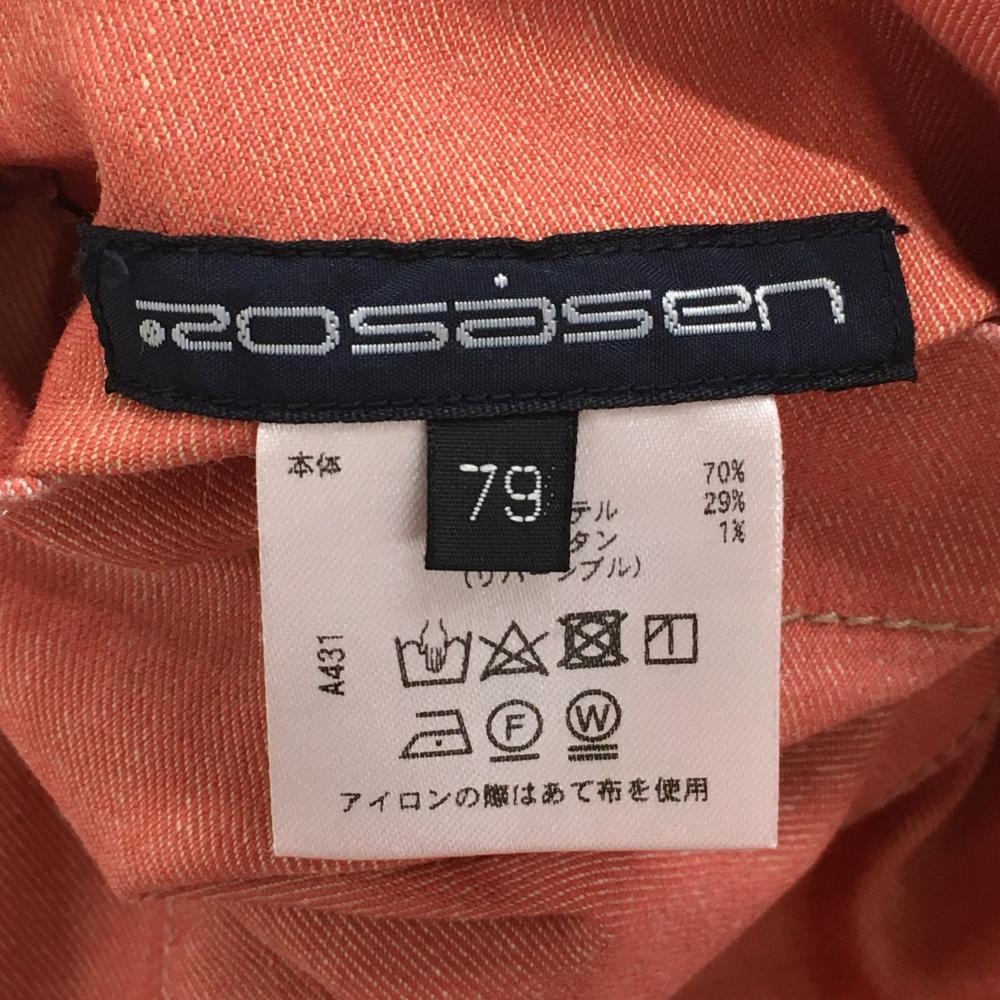 rosasen
79
本体 70%
テル 29%
タン 1%
(リバーシブル)
A431
F W
アイロンの際はあて布を使用